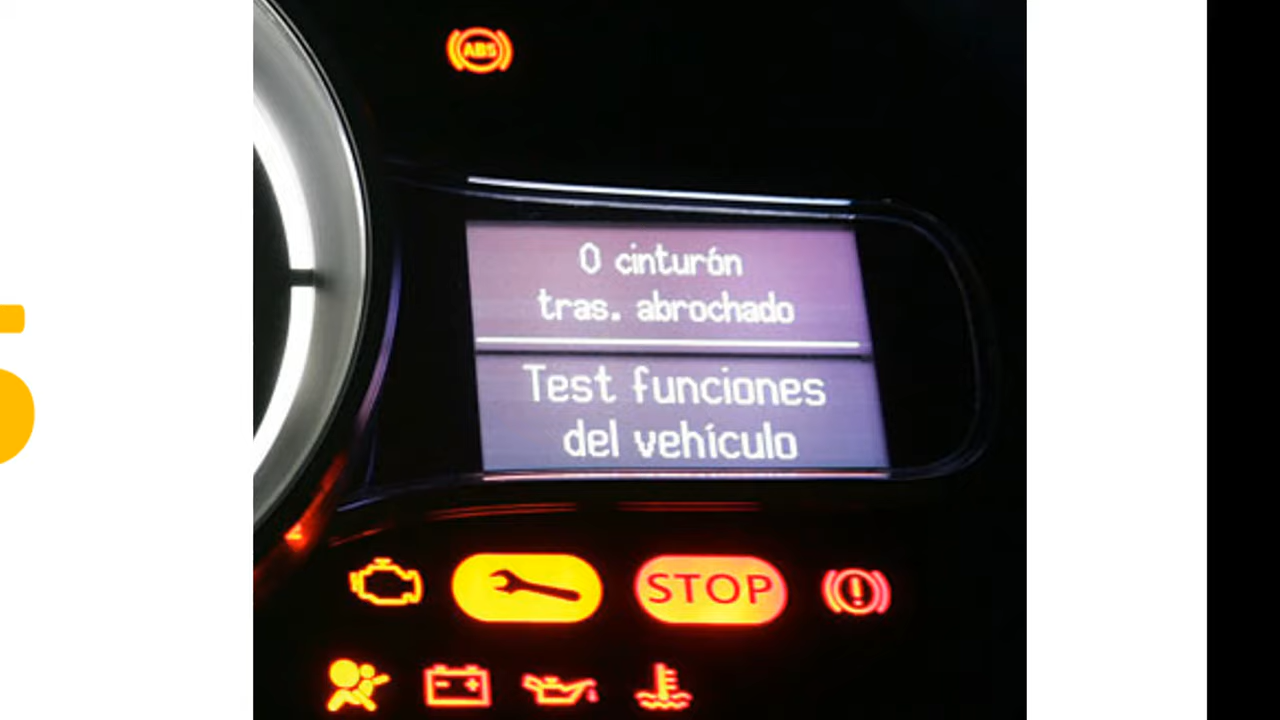 ABS
0 cinturón
tras. abrochado
Test funciones
del vehículo
STOP